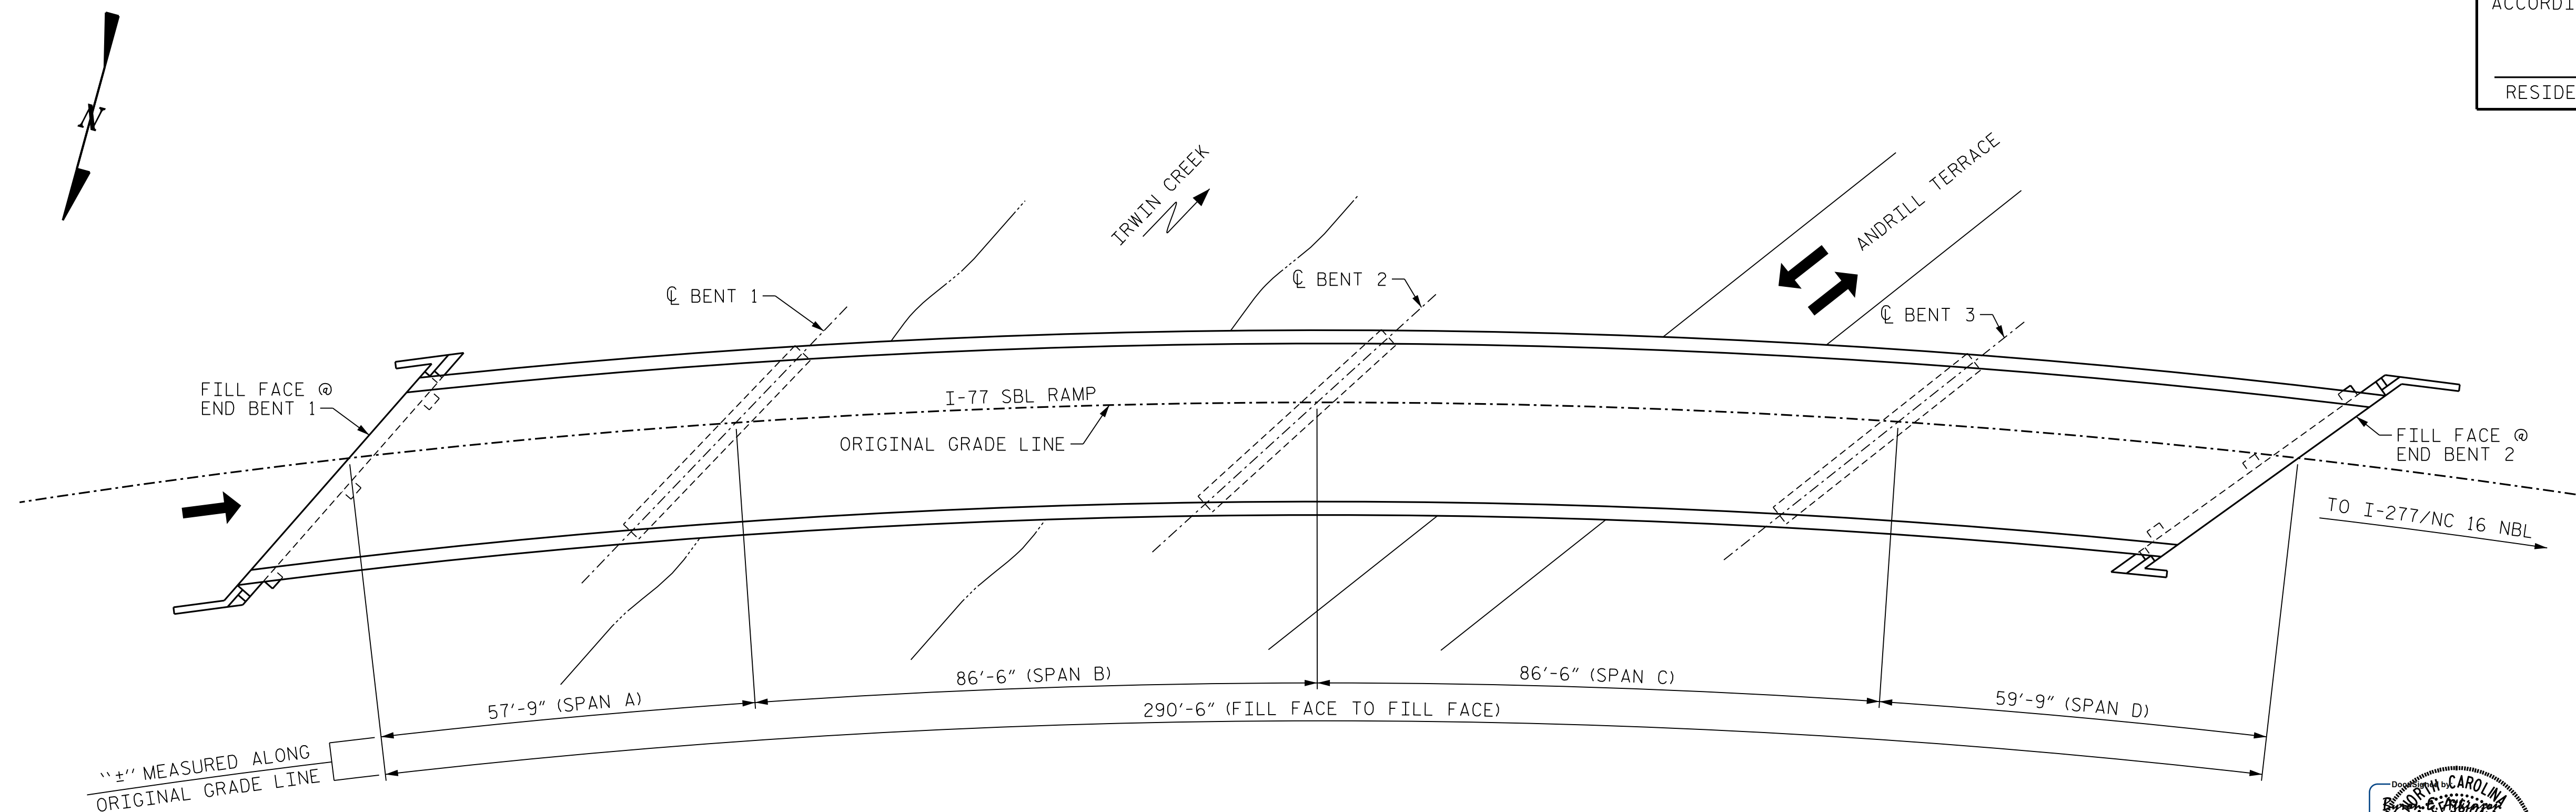 ACCORDI
RESIDE
N
IRWIN CREEK
ANDRILL TERRACE
℄ BENT 1
℄ BENT 2
℄ BENT 3
FILL FACE @
END BENT 1
I-77 SBL RAMP
ORIGINAL GRADE LINE
FILL FACE @
END BENT 2
TO I-277/NC 16 NBL
57'-9" (SPAN A)
86'-6" (SPAN B)
86'-6" (SPAN C)
59'-9" (SPAN D)
290'-6" (FILL FACE TO FILL FACE)
"±" MEASURED ALONG
ORIGINAL GRADE LINE
NORTH CAROLINA